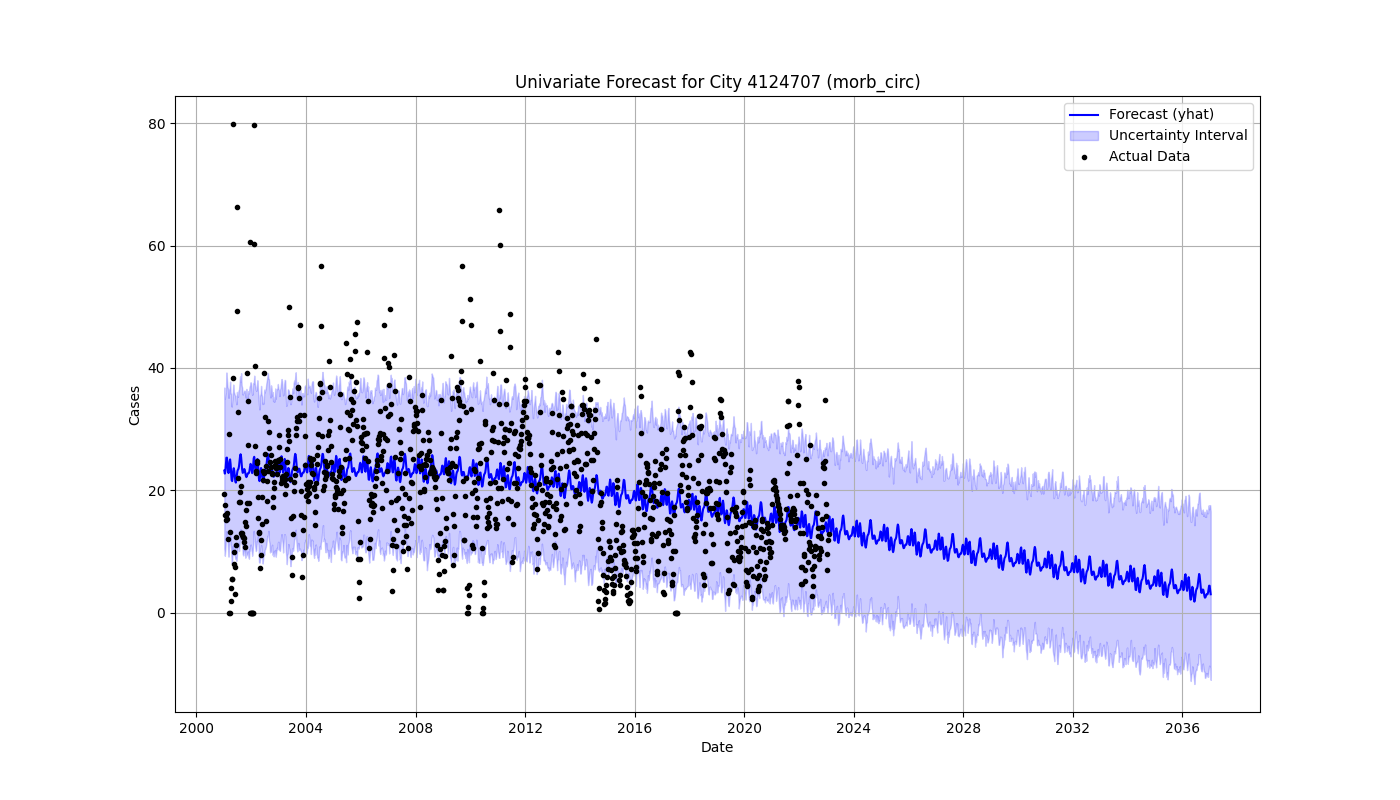 Univariate Forecast for City 4124707 (morb_circ)
Forecast (yhat)
Uncertainty Interval
Actual Data
Cases
80
60
40
20
0
2000 2004 2008 2012 2016 2020 2024 2028 2032 2036
Date